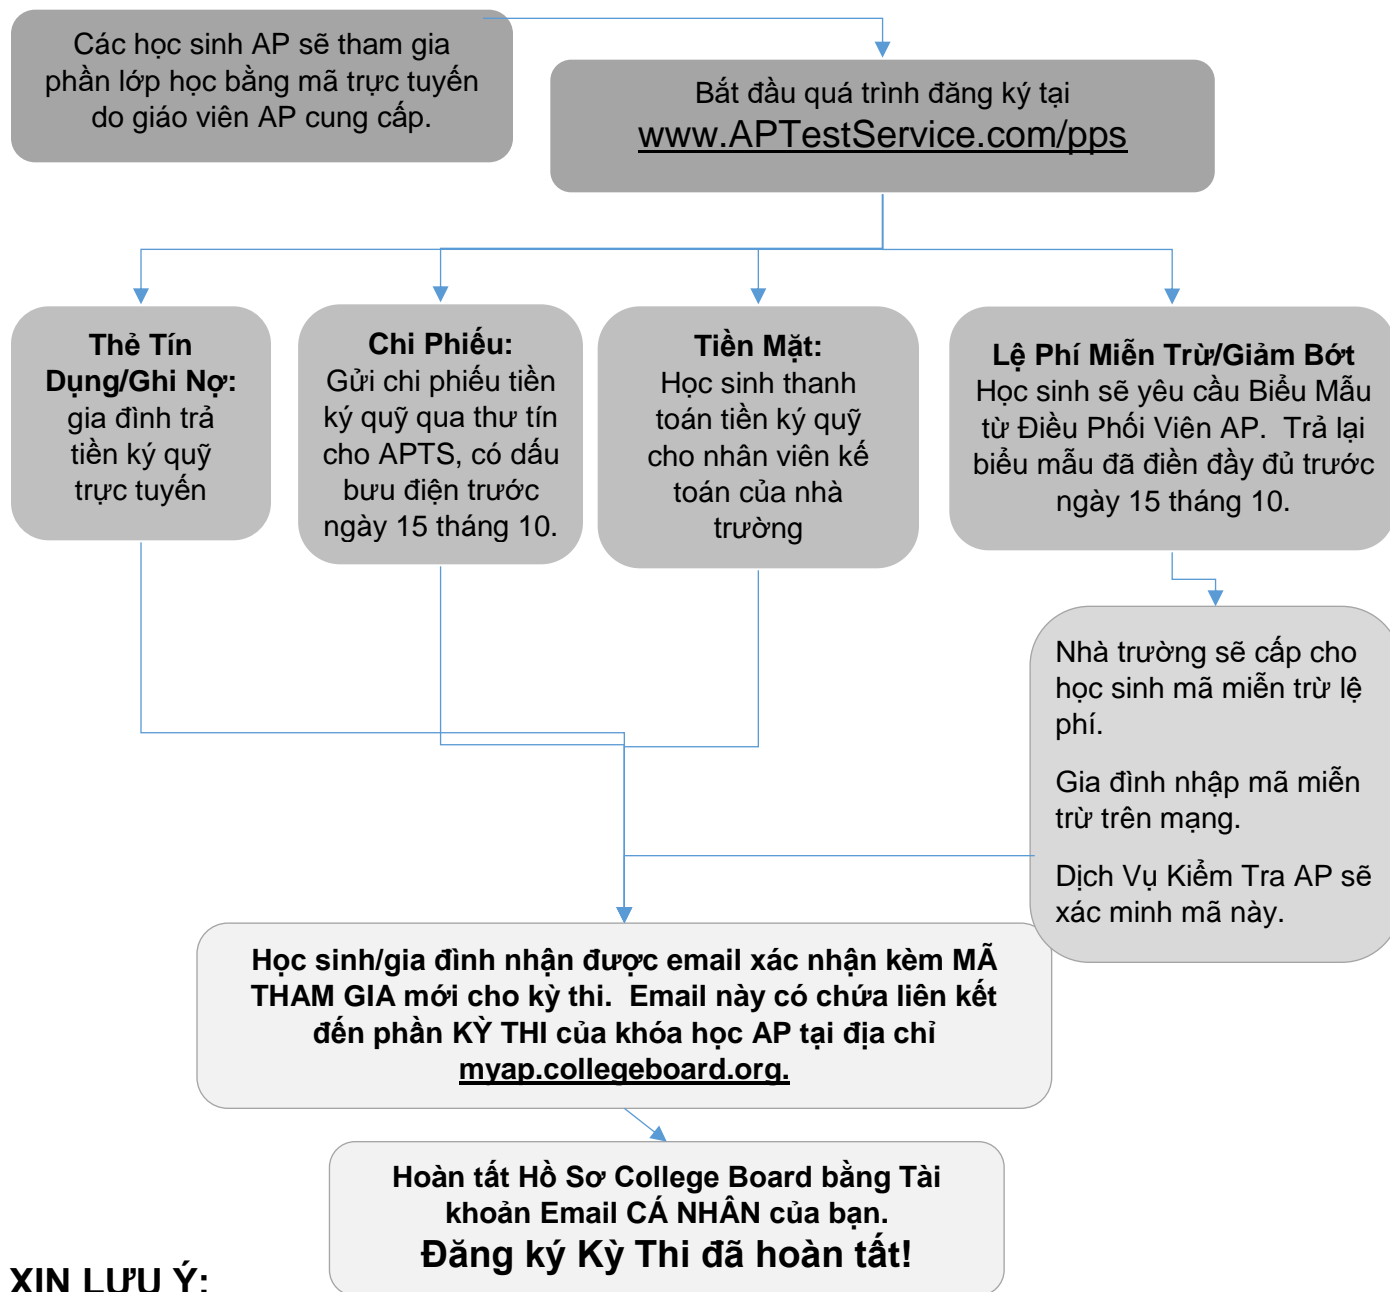 Các học sinh AP sẽ tham gia
phần lớp học bằng mã trực tuyến
do giáo viên AP cung cấp.
Bắt đầu quá trình đăng ký tại
www.APTestService.com/pps
Thẻ Tín
Dụng/Ghi Nợ:
gia đình trả
tiền ký quỹ
trực tuyến
Chi Phiếu:
Gửi chi phiếu tiền
ký quỹ qua thư tín
cho APTS, có dấu
bưu điện trước
ngày 15 tháng 10.
Tiền Mặt:
Học sinh thanh
toán tiền ký quỹ
cho nhân viên kế
toán của nhà
trường
Lệ Phí Miễn Trừ/Giảm Bớt
Học sinh sẽ yêu cầu Biểu Mẫu
từ Điều Phối Viên AP.  Trả lại
biểu mẫu đã điền đầy đủ trước
ngày 15 tháng 10.
Nhà trường sẽ cấp cho
học sinh mã miễn trừ lệ
phí.
Gia đình nhập mã miễn
trừ trên mạng.
Dịch Vụ Kiểm Tra AP sẽ
xác minh mã này.
Học sinh/gia đình nhận được email xác nhận kèm MÃ
THAM GIA mới cho kỳ thi.  Email này có chứa liên kết
đến phần KỲ THI của khóa học AP tại địa chỉ
myap.collegeboard.org.
Hoàn tất Hồ Sơ College Board bằng Tài
khoản Email CÁ NHÂN của bạn.
Đăng ký Kỳ Thi đã hoàn tất!
XIN LƯU Ý: